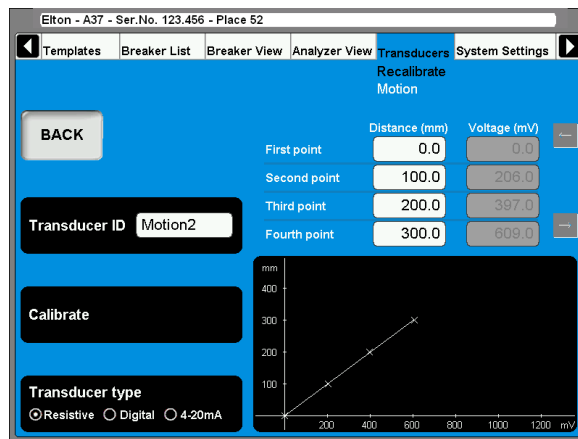 Elton - A37 - Ser.No. 123.456 - Place 52
Templates Breaker List Breaker View Analyzer View Transducers System Settings
Recalibrate
Motion
BACK
Distance (mm) Voltage (mV)
First point 0.0 0.0
Second point 100.0 206.0
Third point 200.0 397.0
Fourth point 300.0 609.0
Transducer ID Motion2
Calibrate
Transducer type
Resistive Digital 4-20mA
mm
400
300
200
100
200 400 600 800 1000 1200 mV